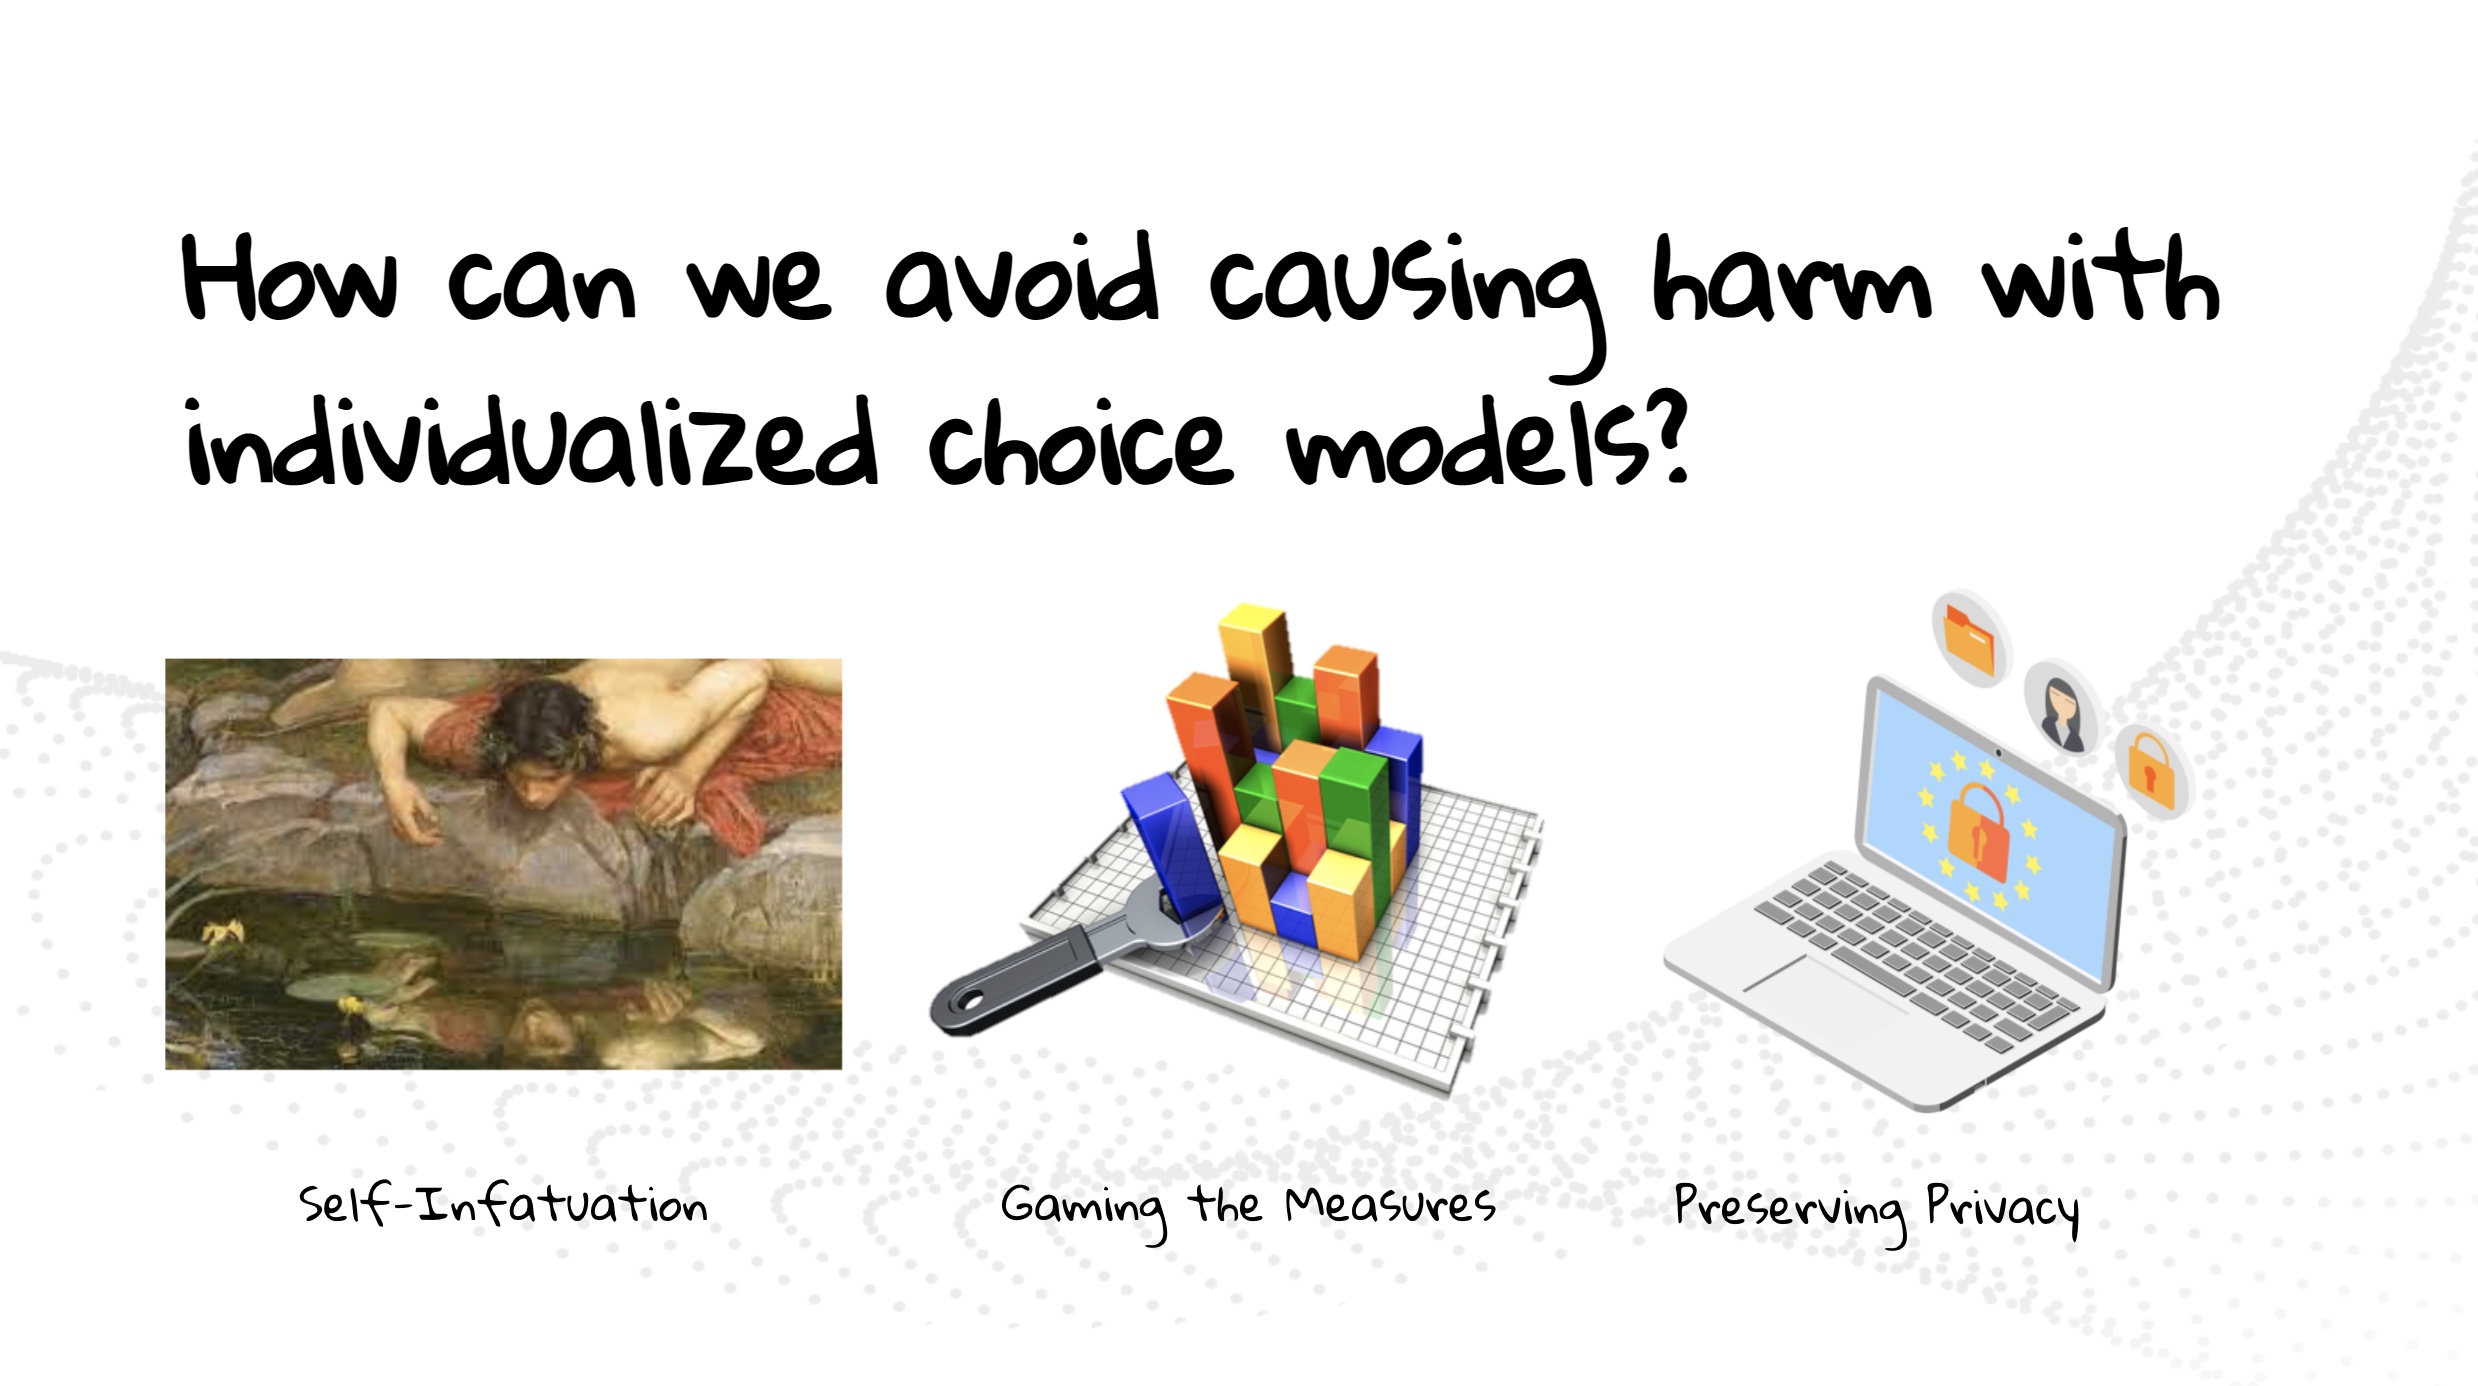 How can we avoid causing harm with
individualized choice models?
Self-Infatuation
Gaming the Measures
Preserving Privacy